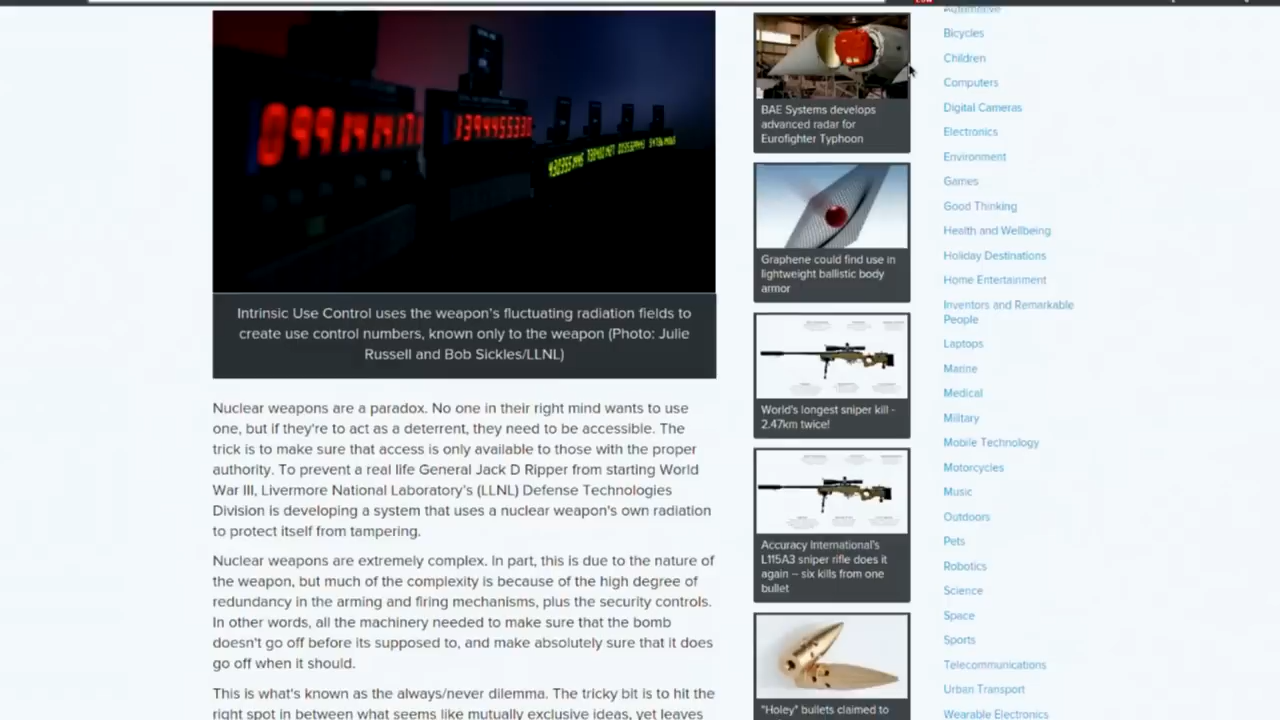 Intrinsic Use Control uses the weapon's fluctuating radiation fields to
create use control numbers, known only to the weapon (Photo: Julie
Russell and Bob Sickles/LLNL)
Nuclear weapons are a paradox. No one in their right mind wants to use
one, but if they're to act as a deterrent, they need to be accessible. The
trick is to make sure that access is only available to those with the proper
authority. To prevent a real life General Jack D Ripper from starting World
War III, Livermore National Laboratory's (LLNL) Defense Technologies
Division is developing a system that uses a nuclear weapon's own radiation
to protect itself from tampering.
Nuclear weapons are extremely complex. In part, this is due to the nature of
the weapon, but much of the complexity is because of the high degree of
redundancy in the arming and firing mechanisms, plus the security controls.
In other words, all the machinery needed to make sure that the bomb
doesn't go off before its supposed to, and make absolutely sure that it does
go off when it should.
This is what's known as the always/never dilemma. The tricky bit is to hit the
right spot in between what seems like mutually exclusive ideas, yet leaves
BAE Systems develops
advanced radar for
Eurofighter Typhoon
Graphene could find use in
lightweight ballistic body
armor
World's longest sniper kill -
2.47km twice!
Accuracy International's
L115A3 sniper rifle does it
again – six kills from one
bullet
"Holey" bullets claimed to
Automotive
Bicycles
Children
Computers
Digital Cameras
Electronics
Environment
Games
Good Thinking
Health and Wellbeing
Holiday Destinations
Home Entertainment
Inventors and Remarkable
People
Laptops
Marine
Medical
Military
Mobile Technology
Motorcycles
Music
Outdoors
Pets
Robotics
Science
Space
Sports
Telecommunications
Urban Transport
Wearable Electronics